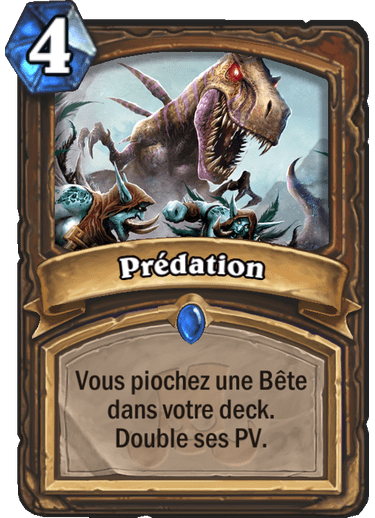 4
Prédation
Vous piochez une Bête
dans votre deck.
Double ses PV.